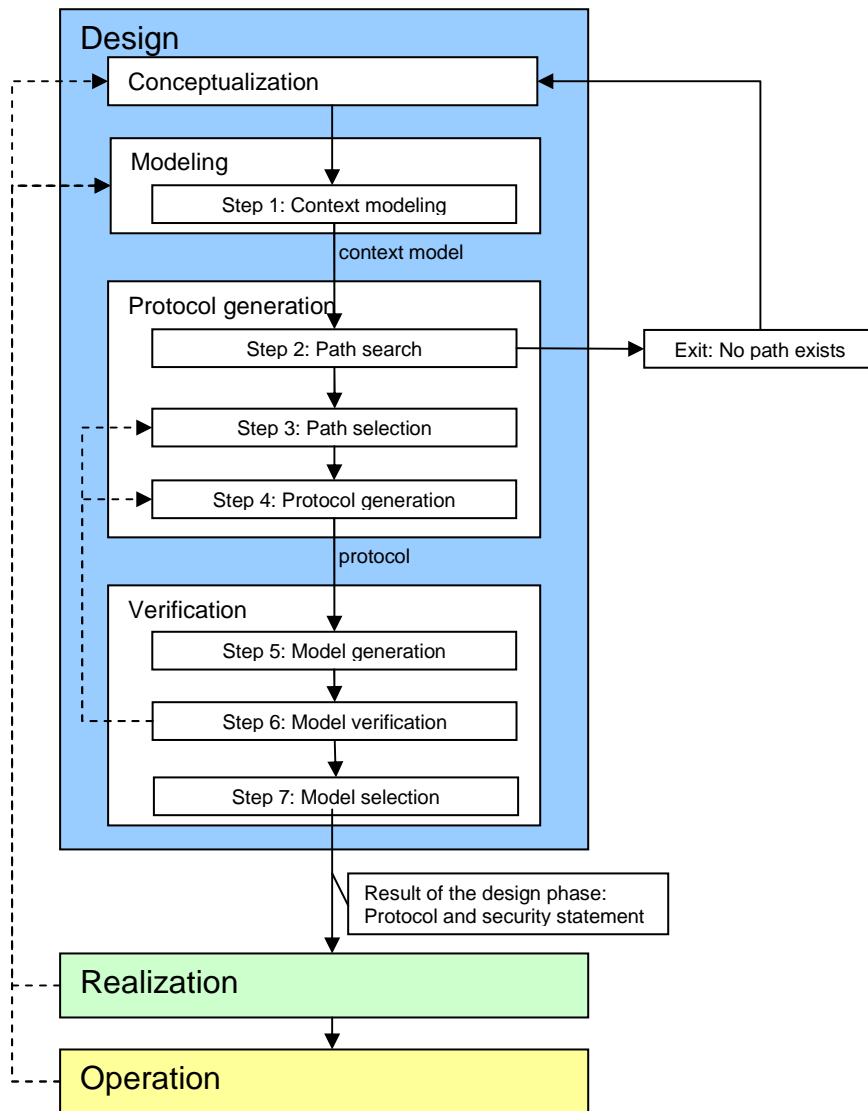 Design
Conceptualization
Modeling
Step 1: Context modeling
context model
Protocol generation
Step 2: Path search
Exit: No path exists
Step 3: Path selection
Step 4: Protocol generation
protocol
Verification
Step 5: Model generation
Step 6: Model verification
Step 7: Model selection
Result of the design phase:
Protocol and security statement
Realization
Operation